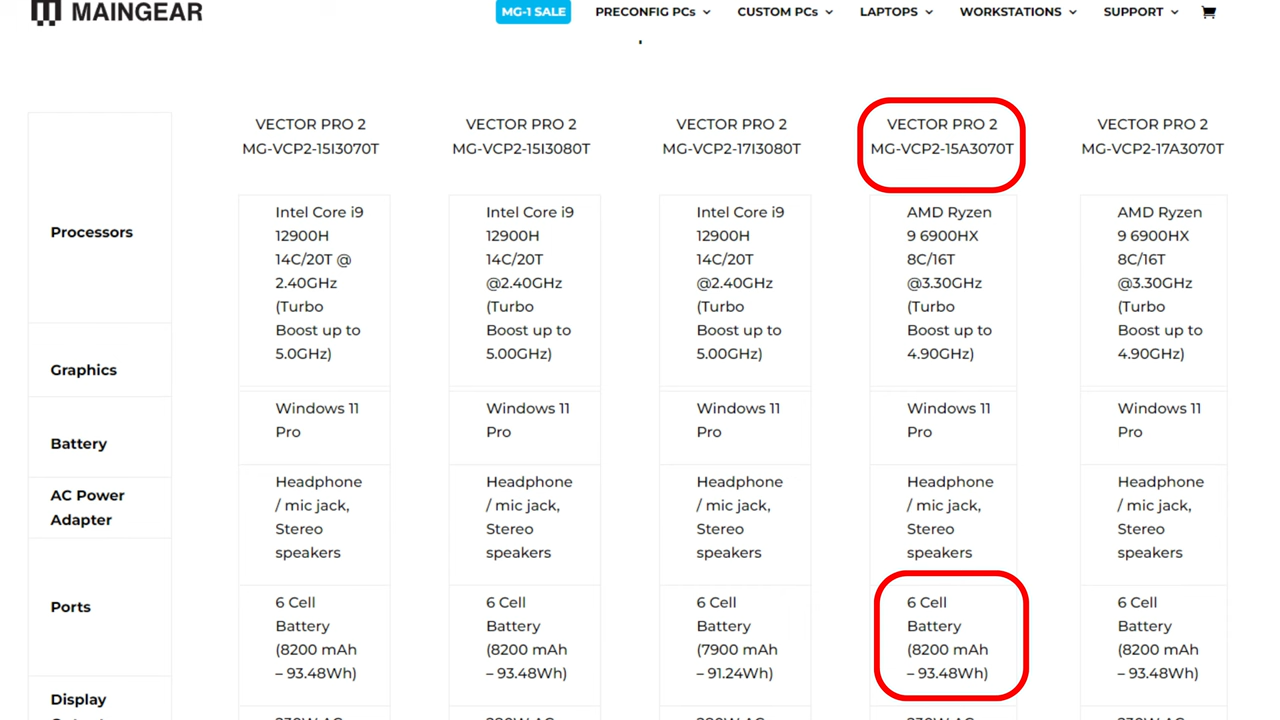 MAINGEAR
MG-1 SALE
PRECONFIG PCs
CUSTOM PCs
LAPTOPS
WORKSTATIONS
SUPPORT
Processors
Graphics
Battery
AC Power
Adapter
Ports
Display
VECTOR PRO 2
MG-VCP2-15I3070T
Intel Core i9
12900H
14C/20T @
2.40GHz
(Turbo
Boost up to
5.0GHz)
Windows 11
Pro
Headphone
/ mic jack,
Stereo
speakers
6 Cell
Battery
(8200 mAh
– 93.48Wh)
230W AC
VECTOR PRO 2
MG-VCP2-15I3080T
Intel Core i9
12900H
14C/20T
@2.40GHz
(Turbo
Boost up to
5.00GHz)
Windows 11
Pro
Headphone
/ mic jack,
Stereo
speakers
6 Cell
Battery
(8200 mAh
– 93.48Wh)
VECTOR PRO 2
MG-VCP2-17I3080T
Intel Core i9
12900H
14C/20T
@2.40GHz
(Turbo
Boost up to
5.00GHz)
Windows 11
Pro
Headphone
/ mic jack,
Stereo
speakers
6 Cell
Battery
(7900 mAh
– 91.24Wh)
VECTOR PRO 2
MG-VCP2-15A3070T
AMD Ryzen
9 6900HX
8C/16T
@3.30GHz
(Turbo
Boost up to
4.90GHz)
Windows 11
Pro
Headphone
/ mic jack,
Stereo
speakers
6 Cell
Battery
(8200 mAh
– 93.48Wh)
230W AC
VECTOR PRO 2
MG-VCP2-17A3070T
AMD Ryzen
9 6900HX
8C/16T
@3.30GHz
(Turbo
Boost up to
4.90GHz)
Windows 11
Pro
Headphone
/ mic jack,
Stereo
speakers
6 Cell
Battery
(8200 mAh
– 93.48Wh)
230W AC